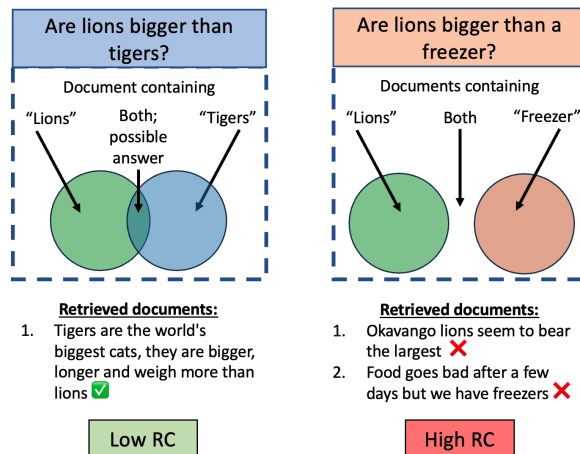 Are lions bigger than
tigers?
Document containing
"Lions"
Both;
possible
answer
"Tigers"
Retrieved documents:
1. Tigers are the world's
biggest cats, they are bigger,
longer and weigh more than
lions
Low RC
Are lions bigger than a
freezer?
Documents containing
"Lions"
Both
"Freezer"
Retrieved documents:
1. Okavango lions seem to bear
the largest
2. Food goes bad after a few
days but we have freezers
High RC